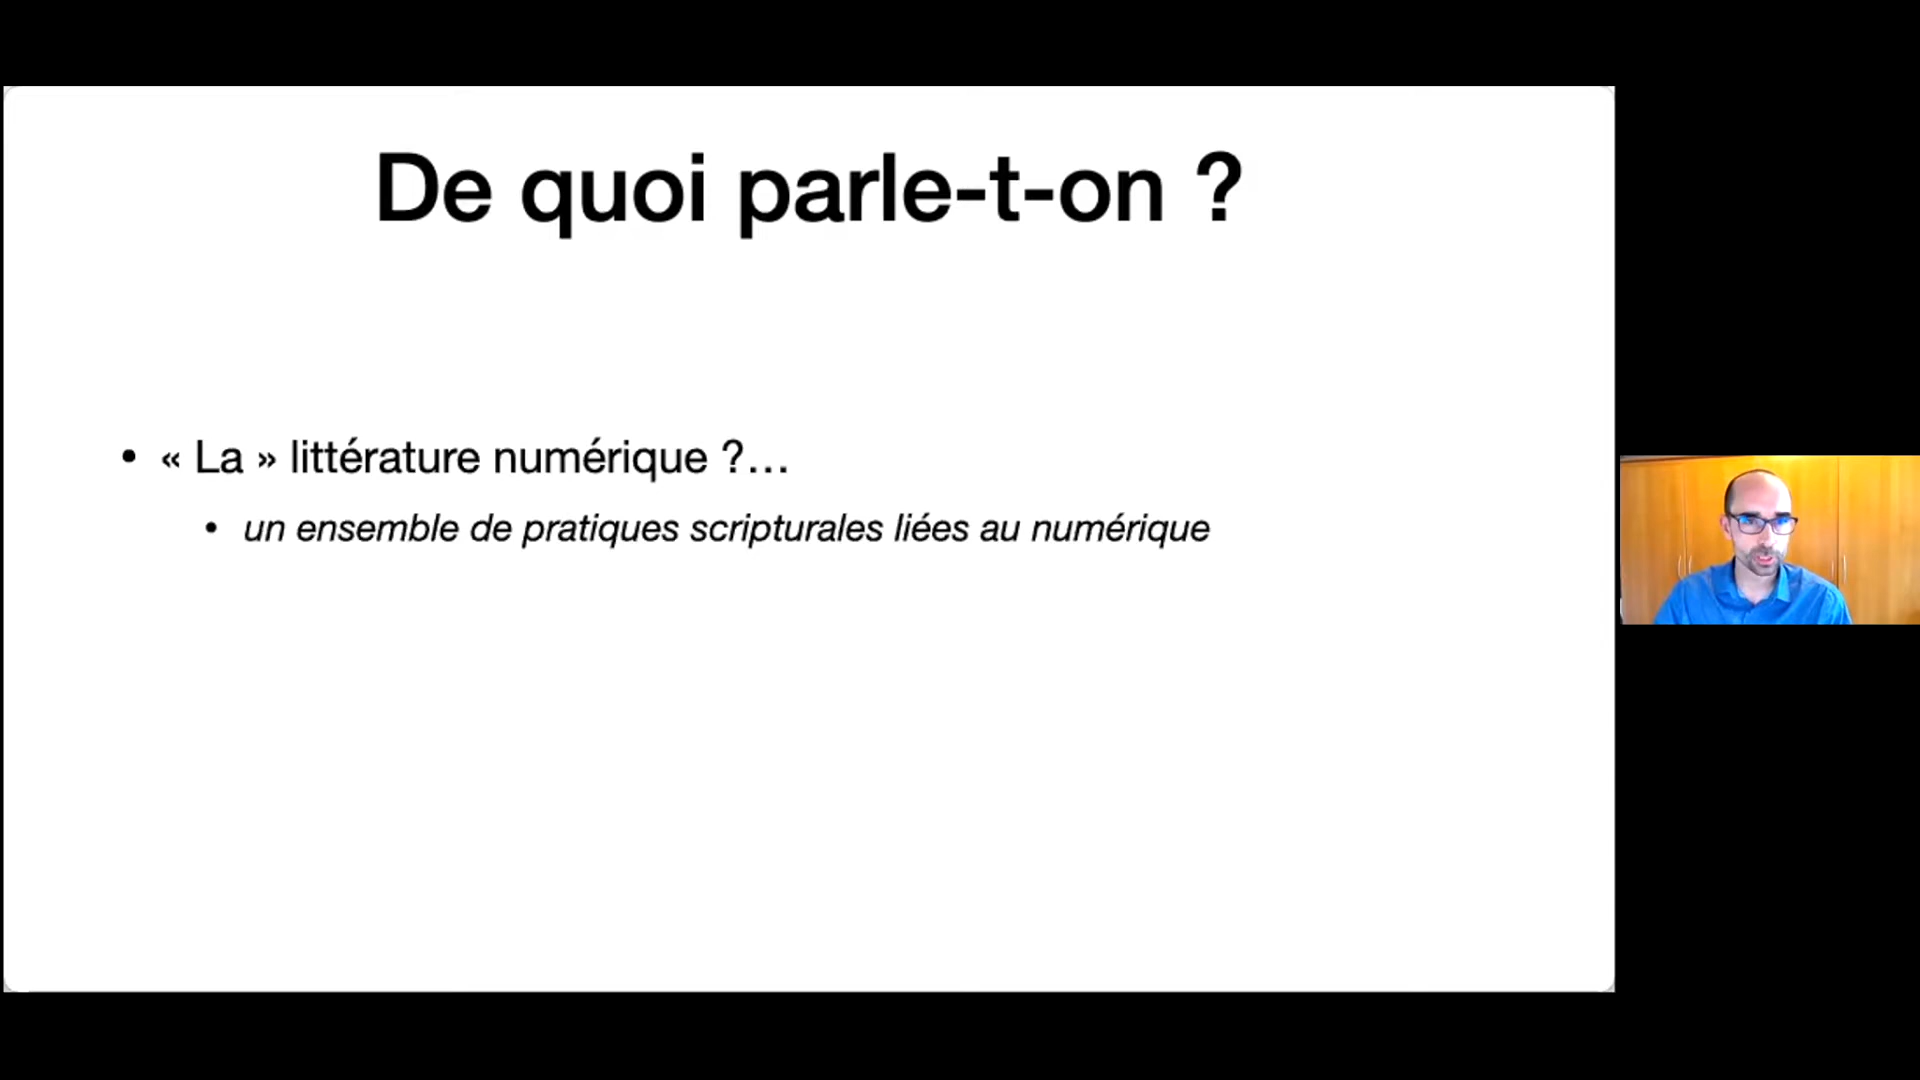 De quoi parle-t-on ?
• « La » littérature numérique ?…
• un ensemble de pratiques scripturales liées au numérique